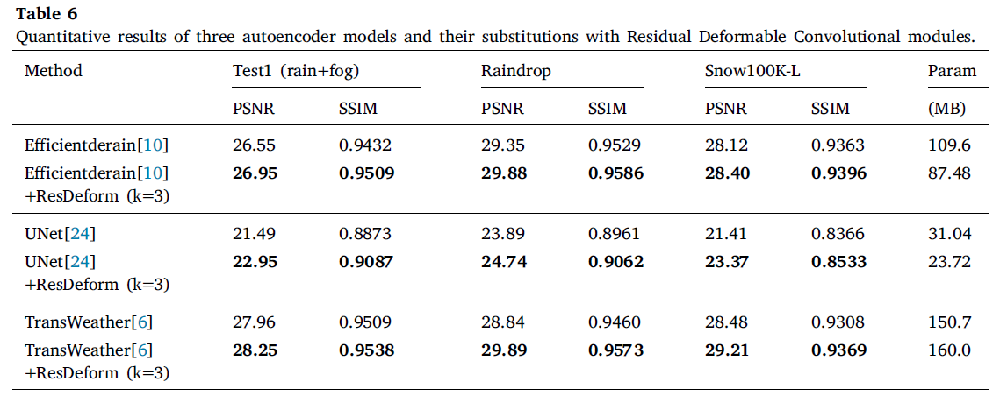 Table 6
Quantitative results of three autoencoder models and their substitutions with Residual Deformable Convolutional modules.
Method Test1 (rain+fog) Raindrop Snow100K-L Param
PSNR SSIM PSNR SSIM PSNR SSIM (MB)
Efficientderain[10] 26.55 0.9432 29.35 0.9529 28.12 0.9363 109.6
Efficientderain[10] 26.95 0.9509 29.88 0.9586 28.40 0.9396 87.48
+ResDeform (k=3)
UNet[24] 21.49 0.8873 23.89 0.8961 21.41 0.8366 31.04
UNet[24] 22.95 0.9087 24.74 0.9062 23.37 0.8533 23.72
+ResDeform (k=3)
TransWeather[6] 27.96 0.9509 28.84 0.9460 28.48 0.9308 150.7
TransWeather[6] 28.25 0.9538 29.89 0.9573 29.21 0.9369 160.0
+ResDeform (k=3)